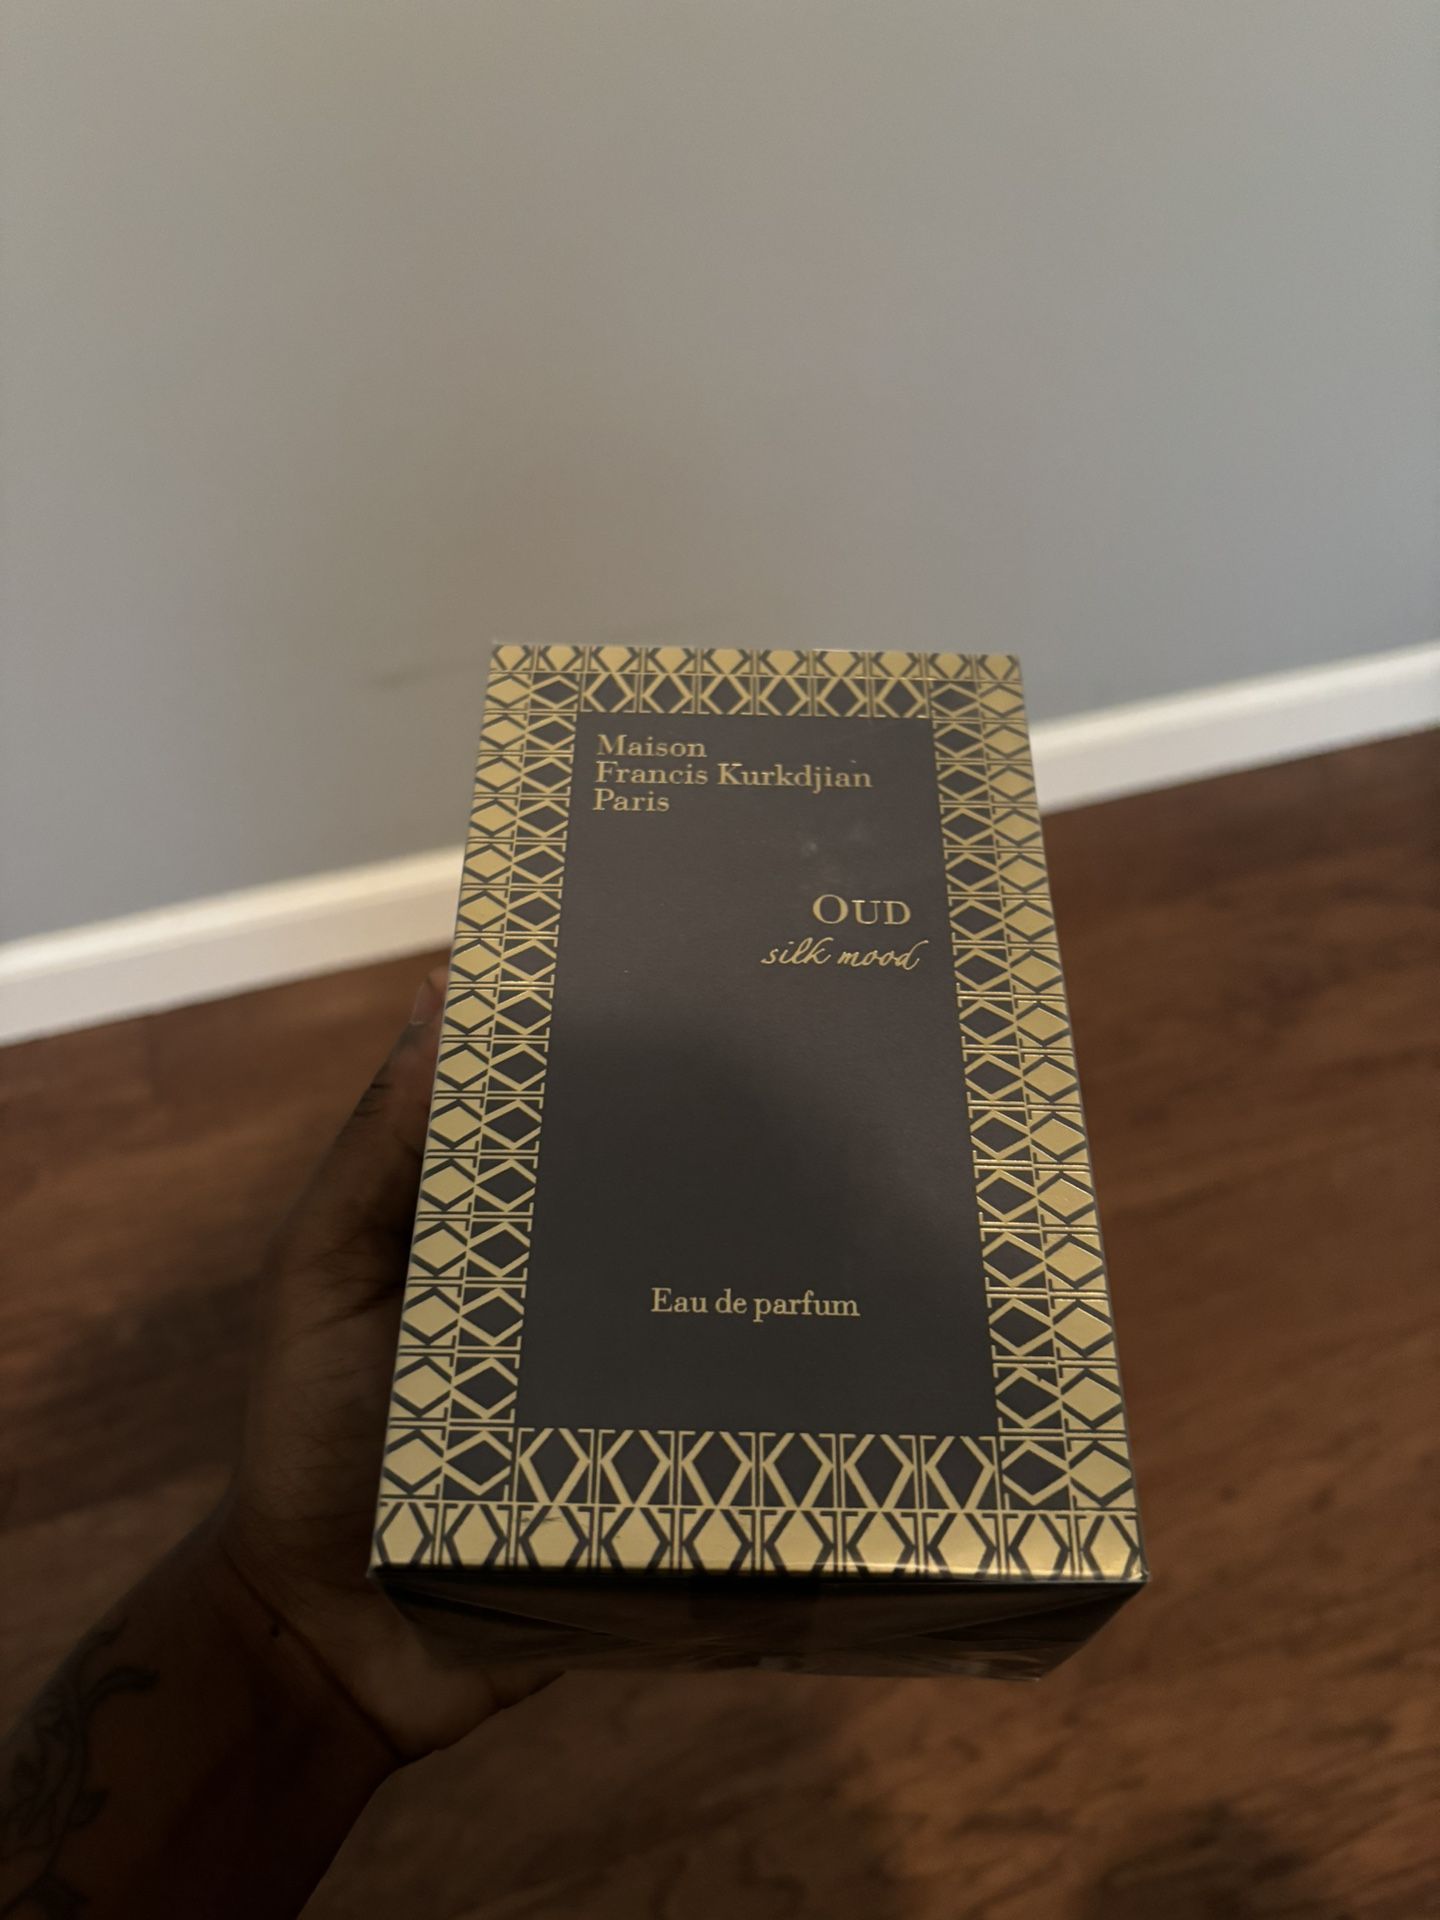 Maison
Francis Kurkdjian
Paris
OUD
silk mood
Eau de parfum